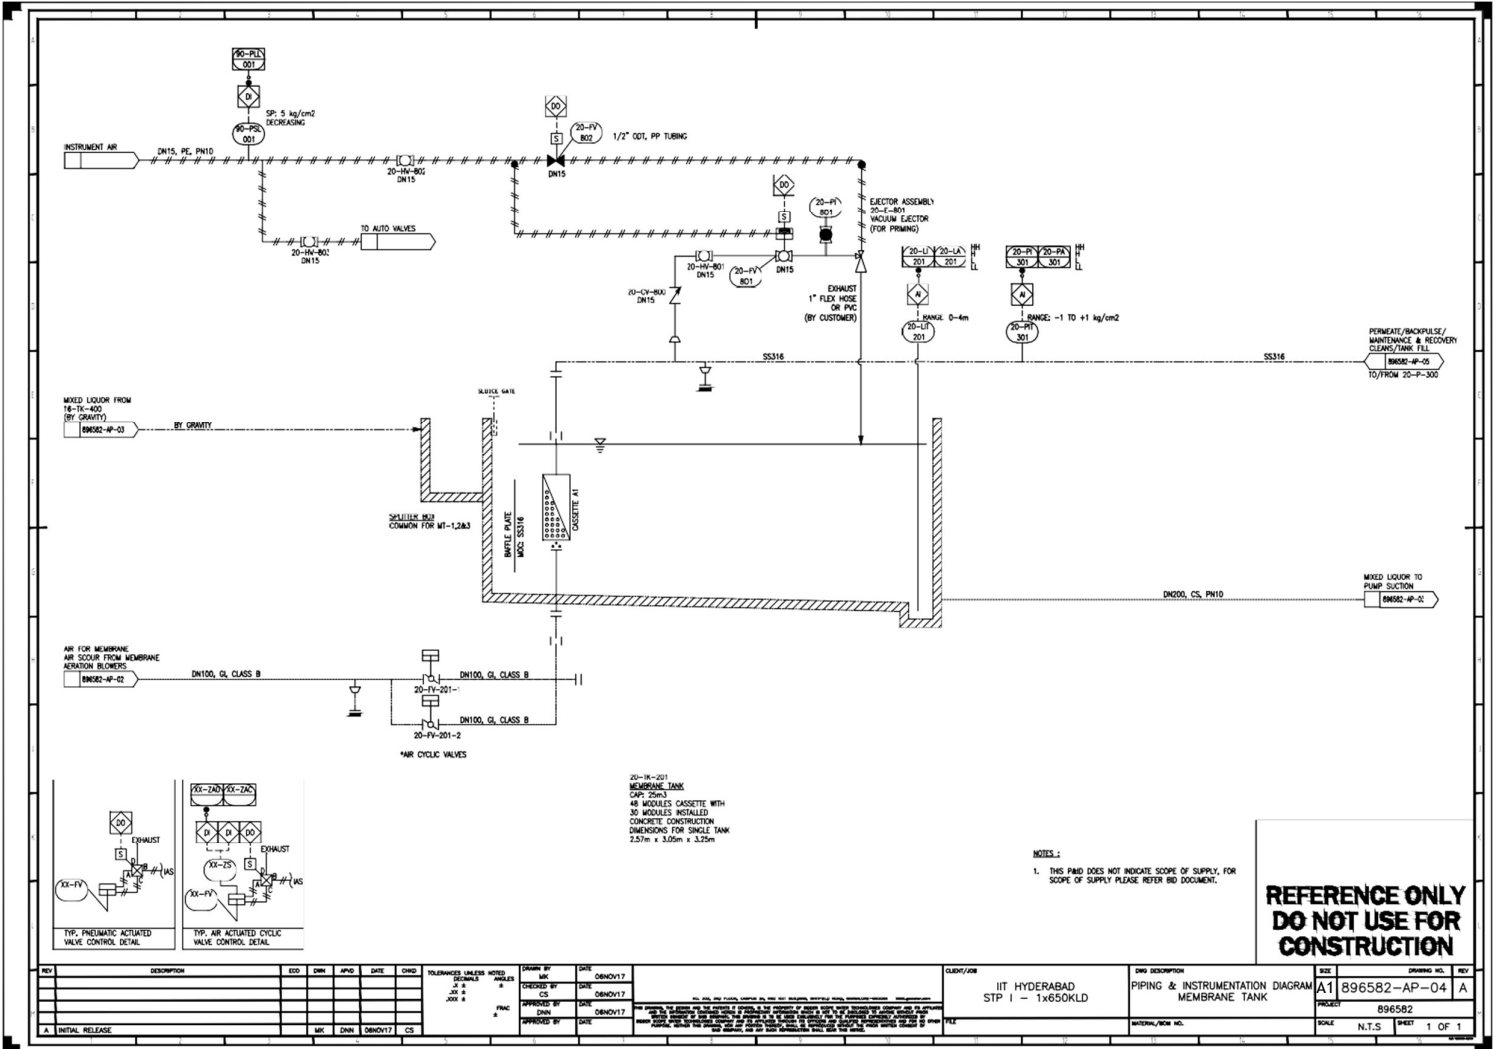 90-PLL
001
DI
SP: 5 kg/cm2
DECREASING
90-PSL
001
INSTRUMENT AIR
DN15, PE, PN10
20-HV-802
DN15
DO
S
20-FV
802
1/2" ODT, PP TUBING
DN15
TO AUTO VALVES
20-HV-803
DN15
DO
S
20-PI
801
EJECTOR ASSEMBLY
20-E-801
VACUUM EJECTOR
(FOR PRIMING)
20-HV-801
DN15
20-FV
801
DN15
20-CV-800
DN15
EXHAUST
1" FLEX HOSE
OR PVC
(BY CUSTOMER)
20-LI
201
20-LA
201
HH
H
L
LL
AI
RANGE 0-4m
20-LIT
201
20-PI
301
20-PA
301
HH
H
L
LL
AI
RANGE: -1 TO +1 kg/cm2
20-PIT
301
SS316
SS316
PERMEATE/BACKPULSE/
MAINTENANCE & RECOVERY
CLEANS/TANK FILL
896582-AP-05
TO/FROM 20-P-300
MIXED LIQUOR FROM
16-TK-400
(BY GRAVITY)
896582-AP-03
BY GRAVITY
SLUICE GATE
SPLITTER BOX
COMMON FOR MT-1,2&3
BAFFLE PLATE
MOC: SS316
CASSETTE A1
MIXED LIQUOR TO
PUMP SUCTION
DN200, CS, PN10
AIR FOR MEMBRANE
AIR SCOUR FROM MEMBRANE
AERATION BLOWERS
896582-AP-02
DN100, GI, CLASS B
20-FV-201-1
DN100, GI, CLASS B
20-FV-201-2
DN100, GI, CLASS B
*AIR CYCLIC VALVES
20-TK-201
MEMBRANE TANK
CAP: 25m3
48 MODULES CASSETTE WITH
30 MODULES INSTALLED
CONCRETE CONSTRUCTION
DIMENSIONS FOR SINGLE TANK
2.57m x 3.05m x 3.25m
DO
EXHAUST
S
IAS
XX-FV
TYP. PNEUMATIC ACTUATED
VALVE CONTROL DETAIL
XX-ZAO
XX-ZAC
DI
DI
DO
EXHAUST
XX-ZS
S
IAS
XX-FV
TYP. AIR ACTUATED CYCLIC
VALVE CONTROL DETAIL
NOTES :
1. THIS P&ID DOES NOT INDICATE SCOPE OF SUPPLY, FOR
SCOPE OF SUPPLY PLEASE REFER BID DOCUMENT.
REFERENCE ONLY
DO NOT USE FOR
CONSTRUCTION
REV DESCRIPTION ECO DWN APVD DATE CHKD
A INITIAL RELEASE MK DNN 06NOV17 CS
TOLERANCES UNLESS NOTED
DECIMALS ANGLES
.X ± ±
.XX ±
.XXX ±
FRAC
±
DRAWN BY
MK
DATE
06NOV17
CHECKED BY
CS
DATE
06NOV17
APPROVED BY
DNN
DATE
06NOV17
APPROVED BY
DATE
CLIENT/JOB
IIT HYDERABAD
STP I - 1x650KLD
FILE
DWG DESCRIPTION
PIPING & INSTRUMENTATION DIAGRAM
MEMBRANE TANK
MATERIAL/BOM NO.
SIZE
A1
DRAWING NO.
896582-AP-04
REV
A
PROJECT
896582
SCALE
N.T.S
SHEET
1 OF 1